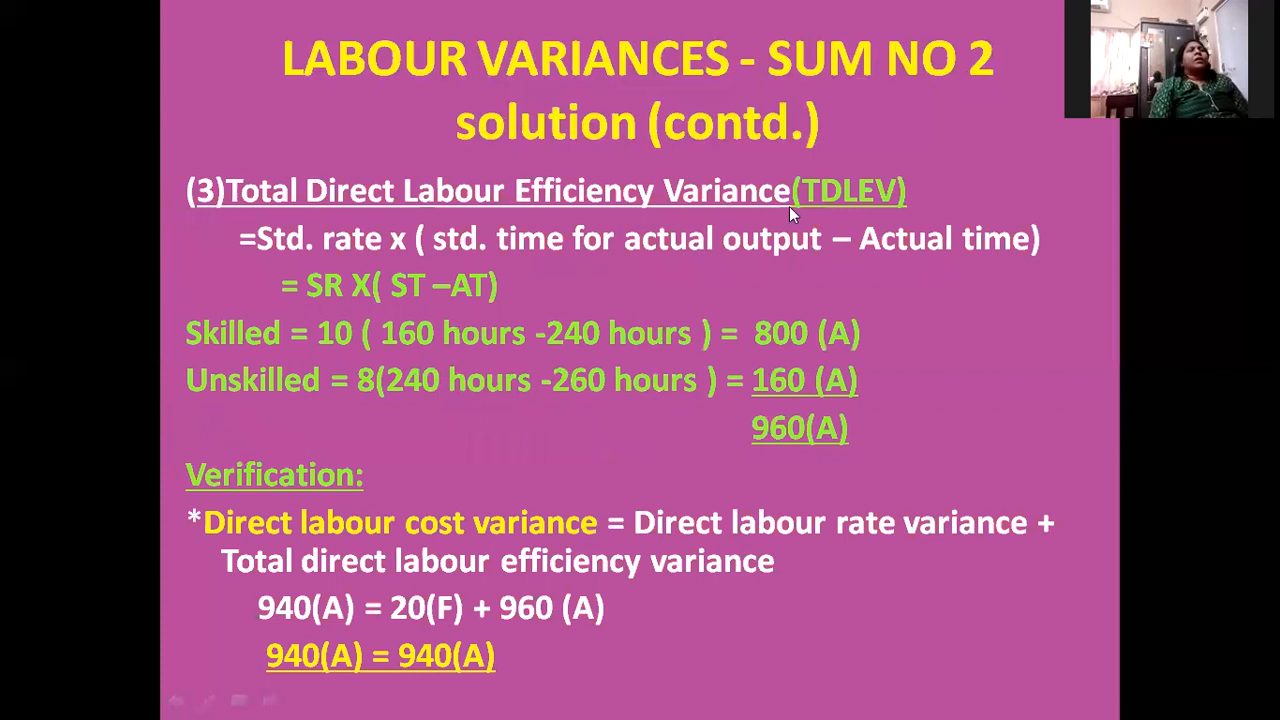 LABOUR VARIANCES - SUM NO 2
solution (contd.)
(3)Total Direct Labour Efficiency Variance(TDLEV)
=Std. rate x ( std. time for actual output – Actual time)
= SR X( ST –AT)
Skilled = 10 ( 160 hours -240 hours ) = 800 (A)
Unskilled = 8(240 hours -260 hours ) = 160 (A)
960(A)
Verification:
*Direct labour cost variance = Direct labour rate variance +
Total direct labour efficiency variance
940(A) = 20(F) + 960 (A)
940(A) = 940(A)